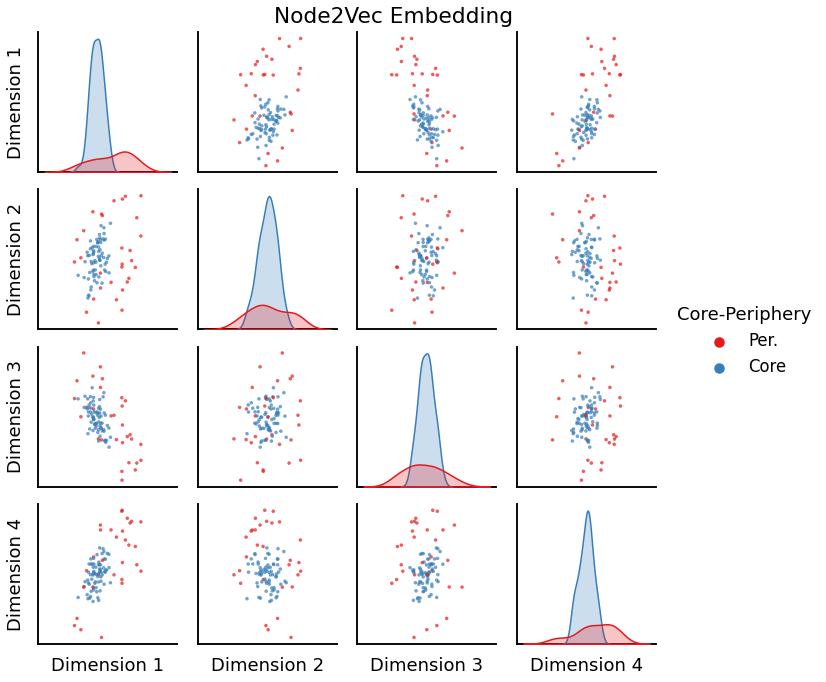 Node2Vec Embedding
Dimension 1
Dimension 2
Dimension 3
Dimension 4
Core-Periphery
Per.
Core
Dimension 1
Dimension 2
Dimension 3
Dimension 4